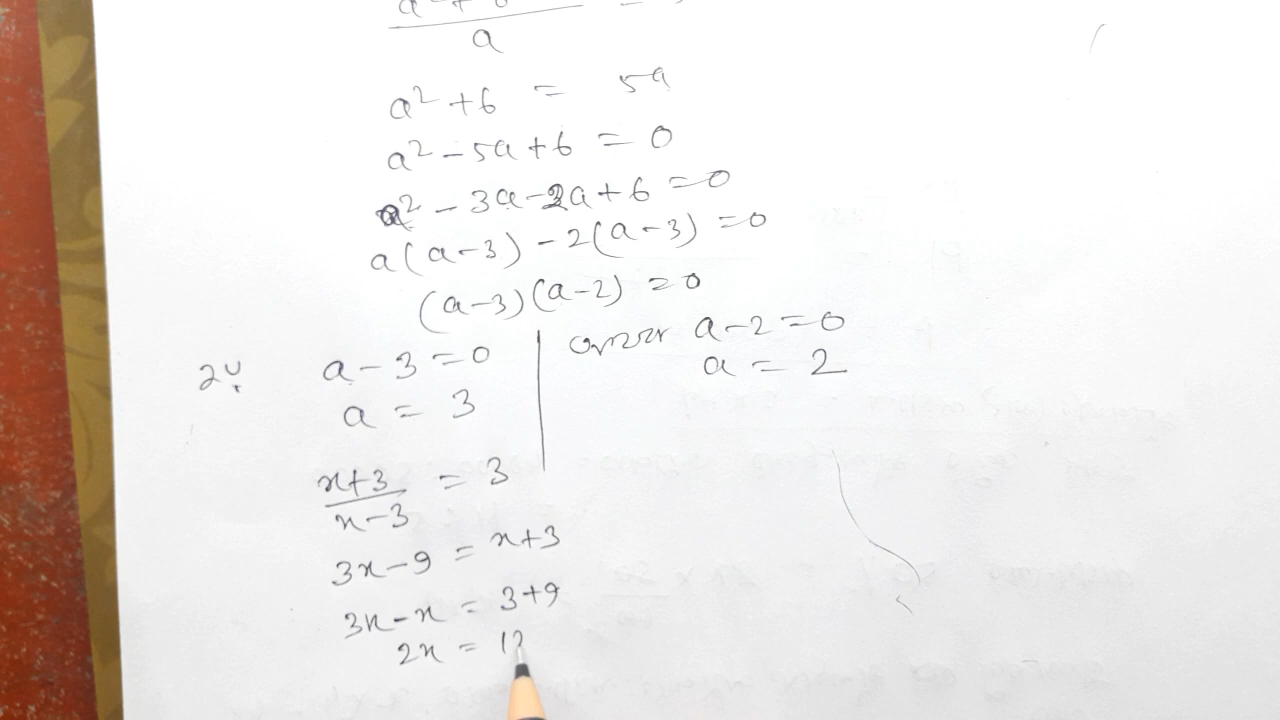 a
a² + 6 = 5a
a² - 5a + 6 = 0
a² - 3a - 2a + 6 = 0
a(a-3) - 2(a-3) = 0
(a-3)(a-2) = 0
a - 3 = 0
a = 3
অথবা a - 2 = 0
a = 2
x+3
x-3
= 3
3x - 9 = x + 3
3x - x = 3 + 9
2x = 12